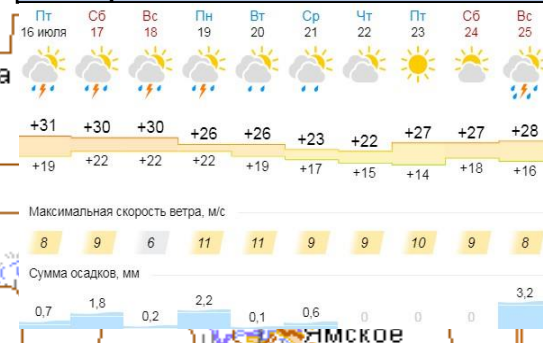 Пт Сб Вс Пн Вт Ср Чт Пт Сб Вс
16 июля 17 18 19 20 21 22 23 24 25
а
+31 +30 +30 +26 +26 +23 +22 +27 +27 +28
+19 +22 +22 +22 +19 +17 +15 +14 +18 +16
Максимальная скорость ветра, м/с
8 9 6 11 11 9 9 10 9 8
Сумма осадков, мм
0,7 1,8 0,2 2,2 0,1 0,6 0 0 0 3,2
Ямское